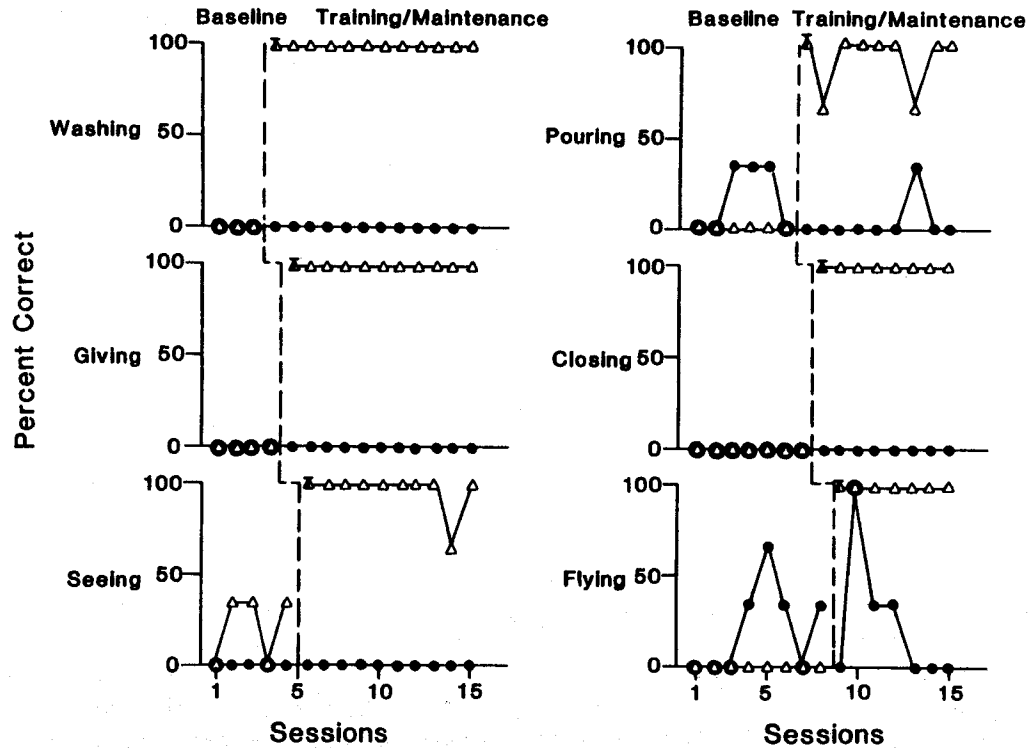 Baseline Training/Maintenance
100
50
0
Washing
100
50
0
Giving
100
50
0
Seeing
1 5 10 15
Sessions
Percent Correct
Baseline Training/Maintenance
100
50
0
Pouring
100
50
0
Closing
100
50
0
Flying
1 5 10 15
Sessions